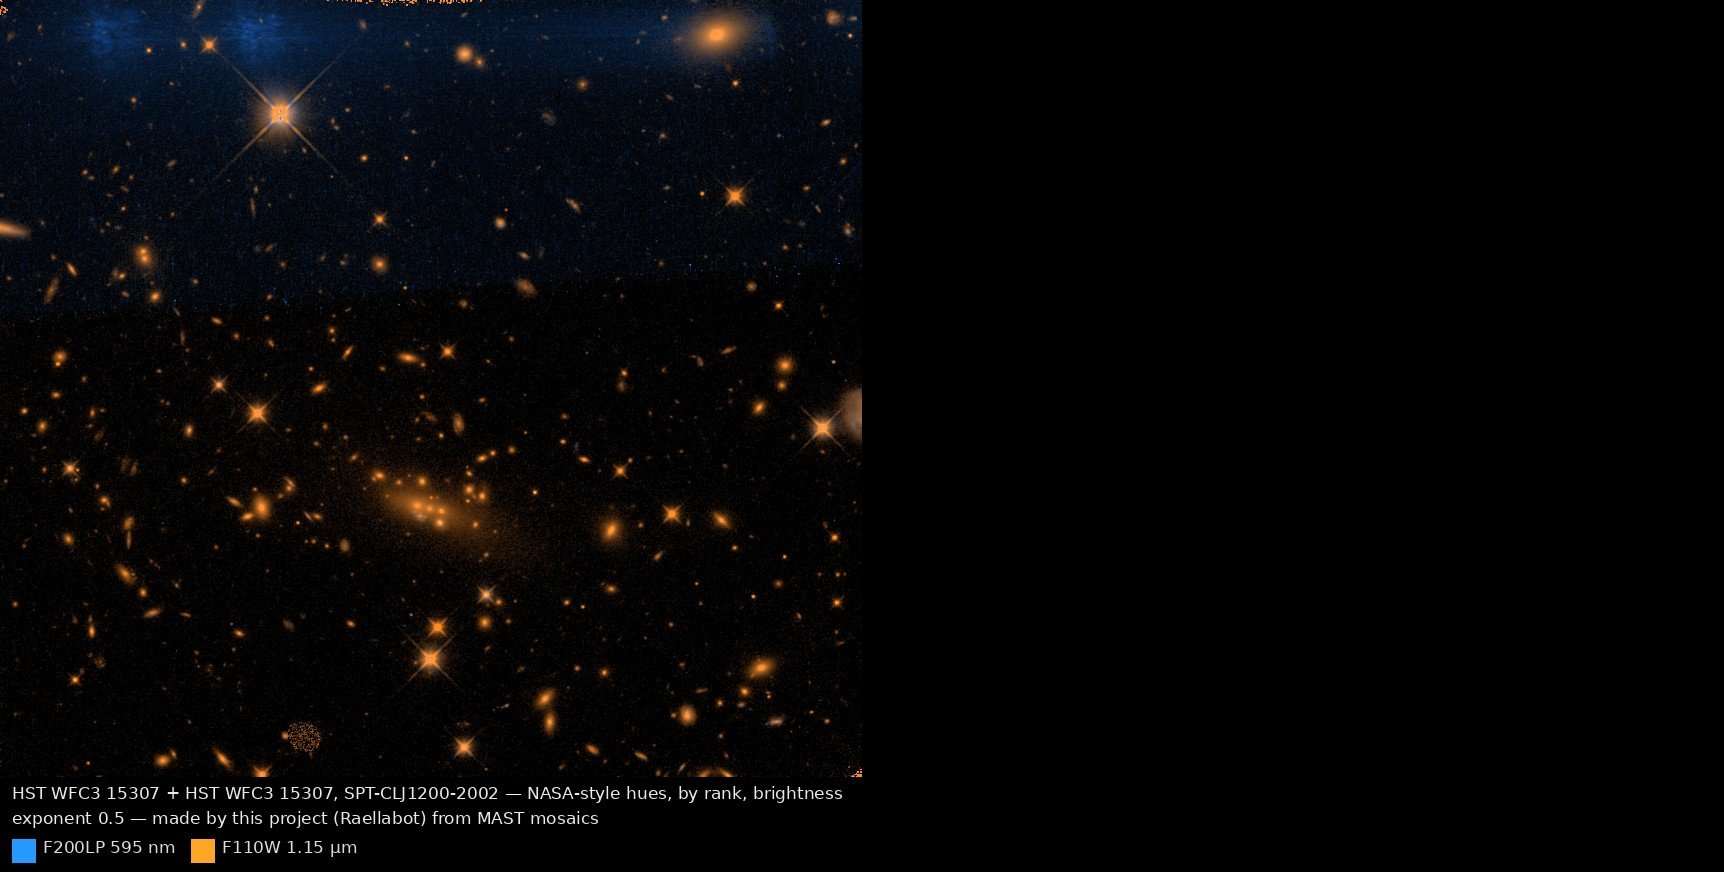 HST WFC3 15307 + HST WFC3 15307, SPT-CLJ1200-2002 — NASA-style hues, by rank, brightness
exponent 0.5 — made by this project (Raellabot) from MAST mosaics
F200LP 595 nm F110W 1.15 µm